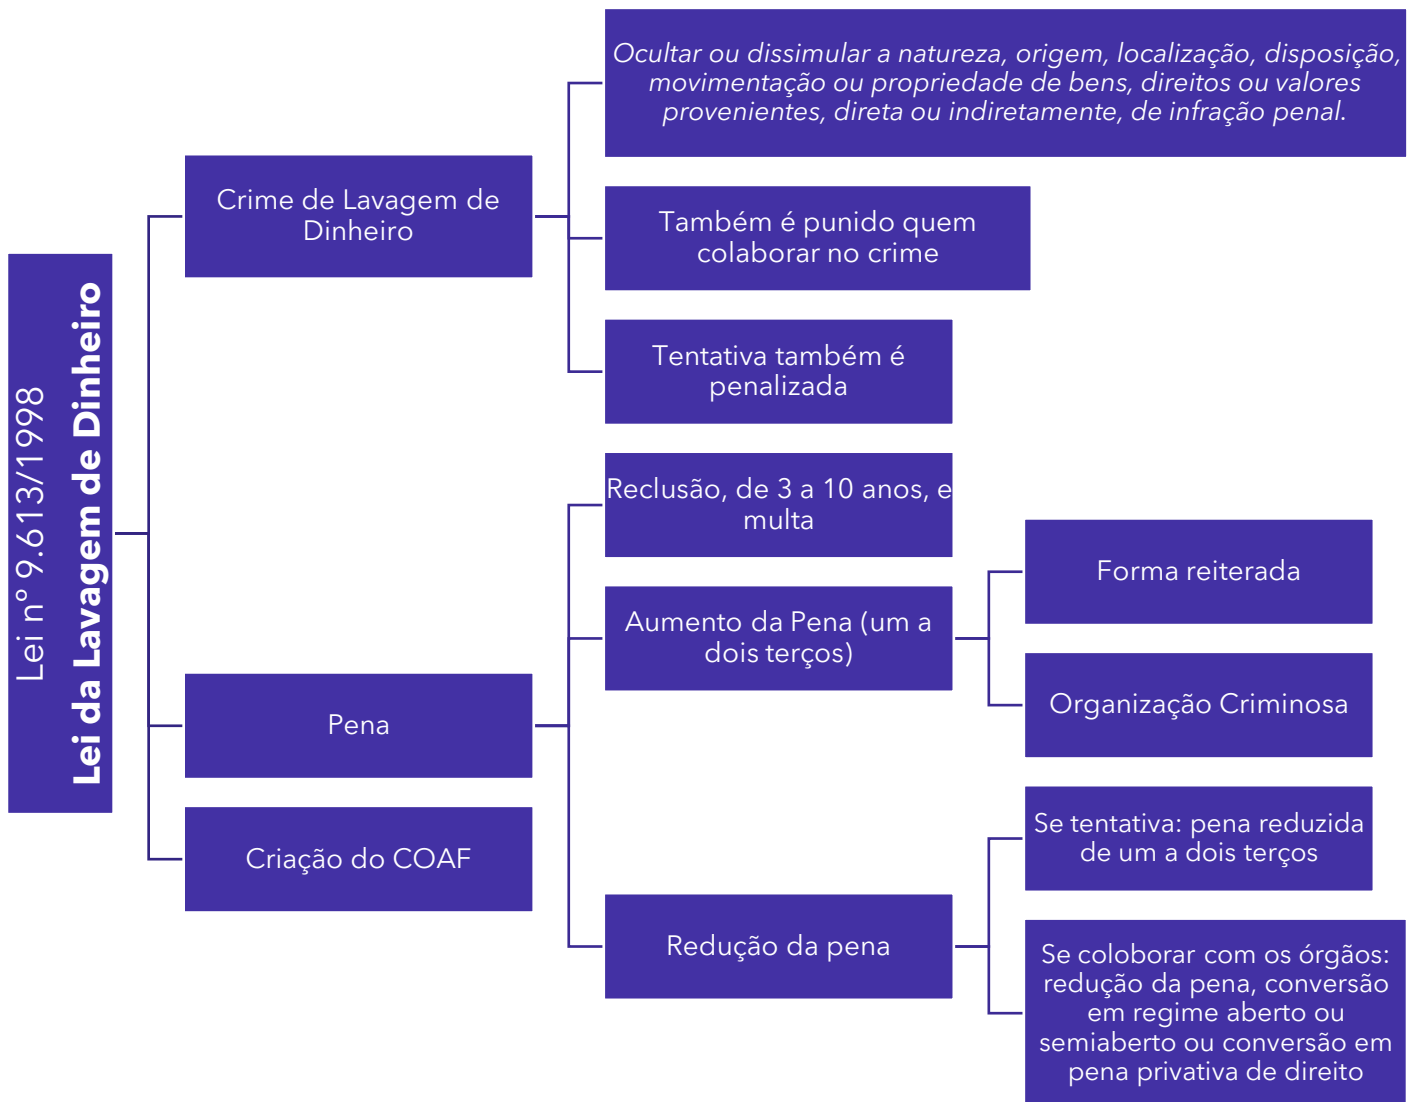 Lei nº 9.613/1998
Lei da Lavagem de Dinheiro
Crime de Lavagem de
Dinheiro
Ocultar ou dissimular a natureza, origem, localização, disposição,
movimentação ou propriedade de bens, direitos ou valores
provenientes, direta ou indiretamente, de infração penal.
Também é punido quem
colaborar no crime
Tentativa também é
penalizada
Pena
Reclusão, de 3 a 10 anos, e
multa
Aumento da Pena (um a
dois terços)
Forma reiterada
Organização Criminosa
Redução da pena
Se tentativa: pena reduzida
de um a dois terços
Se coloborar com os órgãos:
redução da pena, conversão
em regime aberto ou
semiaberto ou conversão em
pena privativa de direito
Criação do COAF